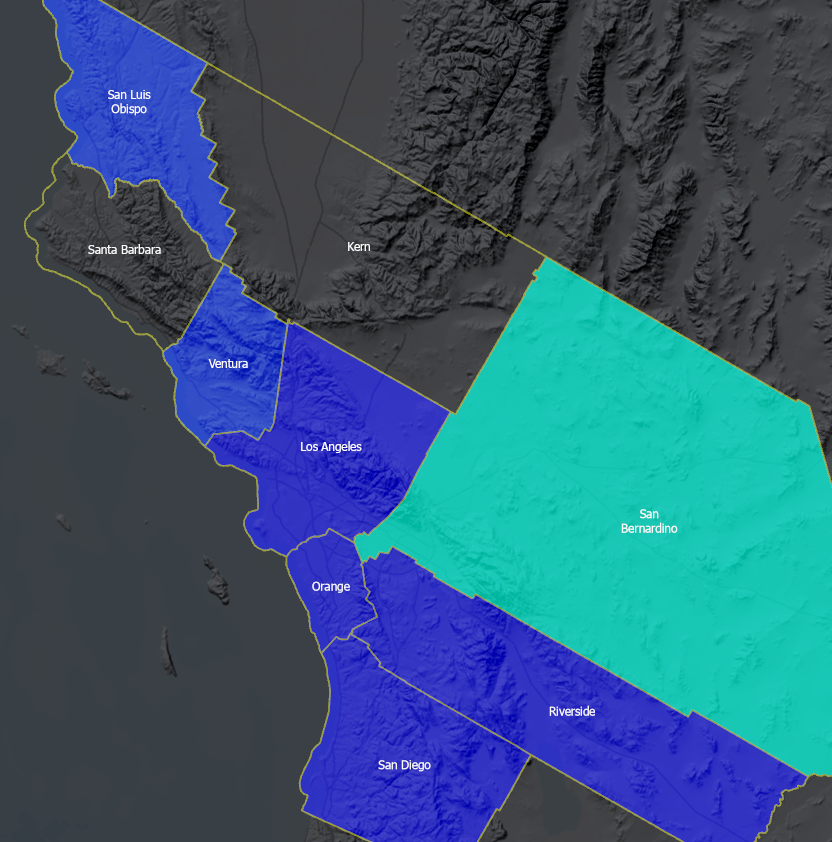 San Luis
Obispo
Kern
Santa Barbara
Ventura
Los Angeles
San
Bernardino
Orange
Riverside
San Diego